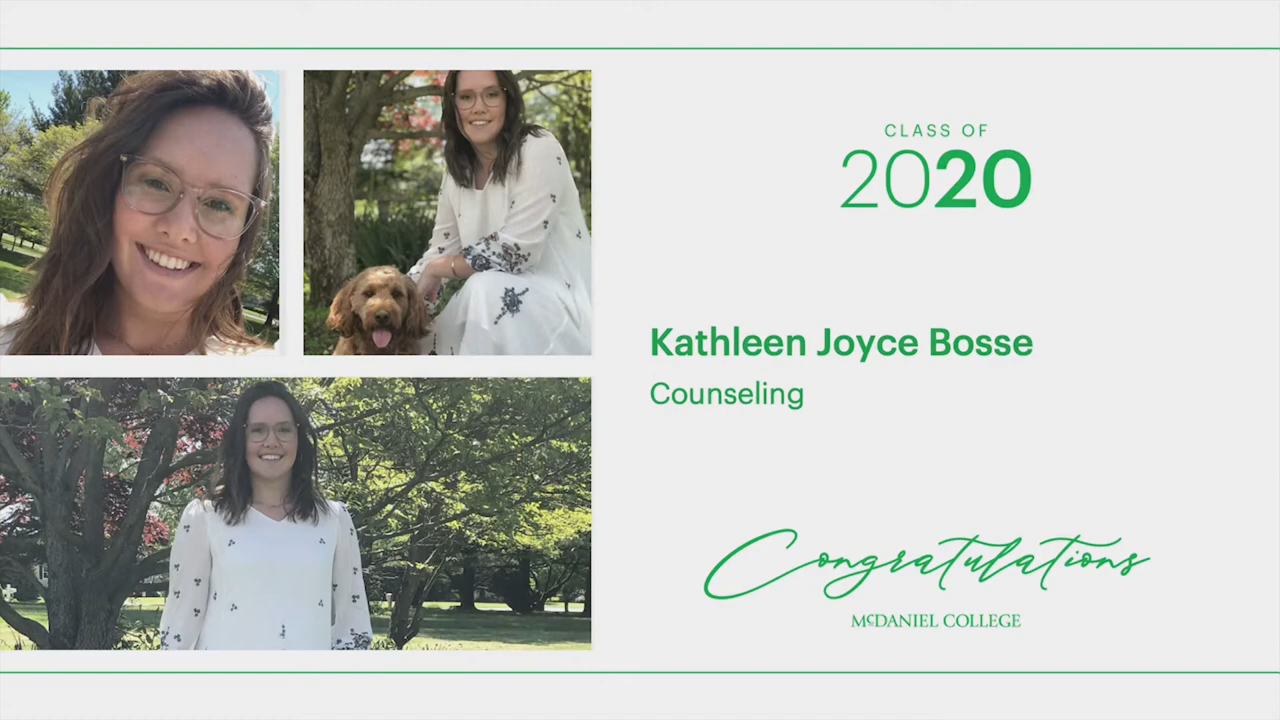 CLASS OF
2020
Kathleen Joyce Bosse
Counseling
Congratulations
McDANIEL COLLEGE